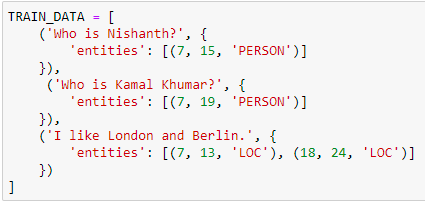 TRAIN_DATA = [
    ('Who is Nishanth?', {
        'entities': [(7, 15, 'PERSON')]
    }),
     ('Who is Kamal Khumar?', {
        'entities': [(7, 19, 'PERSON')]
    }),
    ('I like London and Berlin.', {
        'entities': [(7, 13, 'LOC'), (18, 24, 'LOC')]
    })
]